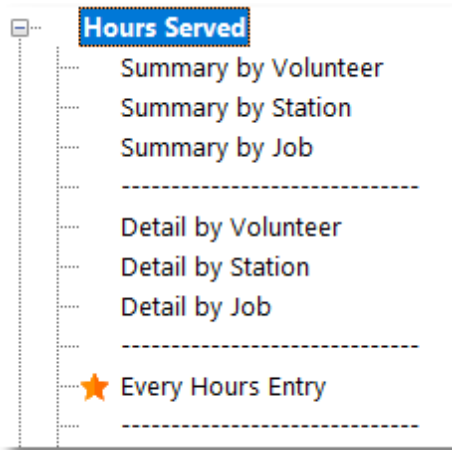 Hours Served
Summary by Volunteer
Summary by Station
Summary by Job
------------------------------
Detail by Volunteer
Detail by Station
Detail by Job
------------------------------
Every Hours Entry
------------------------------